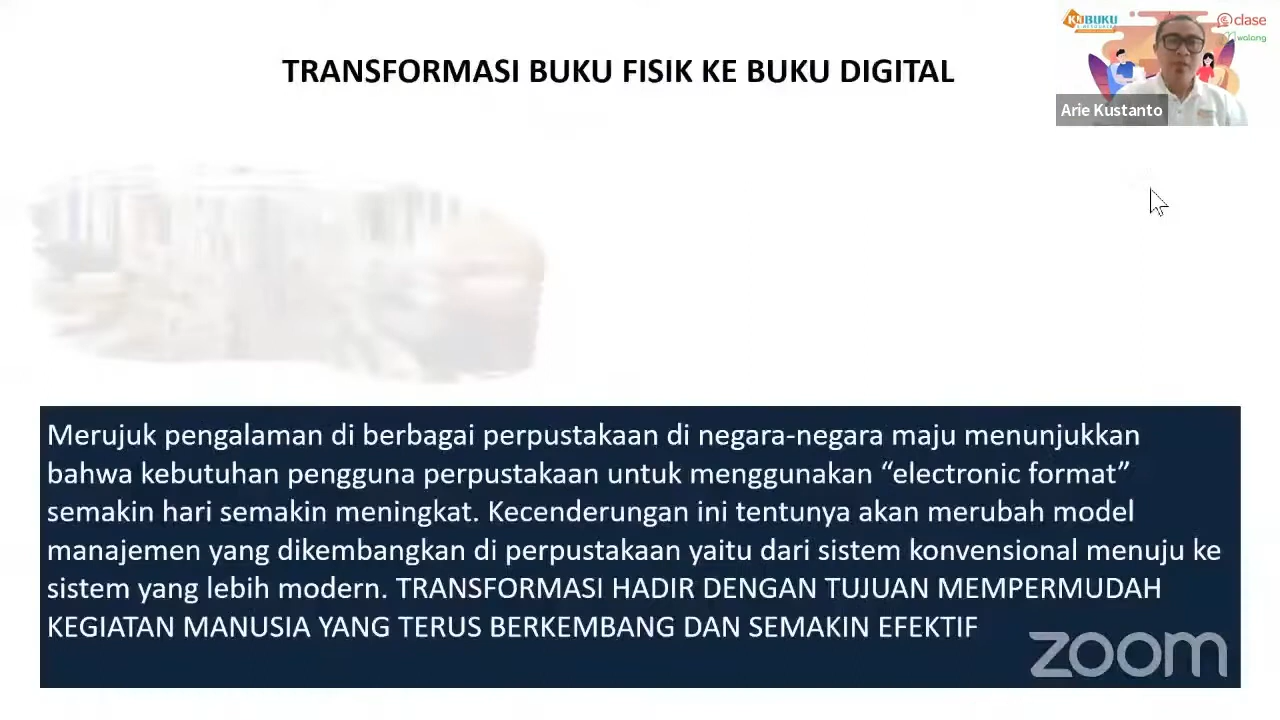 TRANSFORMASI BUKU FISIK KE BUKU DIGITAL
KUBUKU
clase
walang
Arie Kustanto
Merujuk pengalaman di berbagai perpustakaan di negara-negara maju menunjukkan
bahwa kebutuhan pengguna perpustakaan untuk menggunakan “electronic format”
semakin hari semakin meningkat. Kecenderungan ini tentunya akan merubah model
manajemen yang dikembangkan di perpustakaan yaitu dari sistem konvensional menuju ke
sistem yang lebih modern. TRANSFORMASI HADIR DENGAN TUJUAN MEMPERMUDAH
KEGIATAN MANUSIA YANG TERUS BERKEMBANG DAN SEMAKIN EFEKTIF
zoom